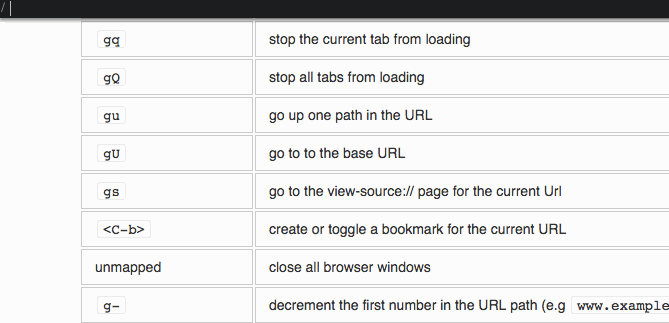 /
gq stop the current tab from loading
gQ stop all tabs from loading
gu go up one path in the URL
gU go to to the base URL
gs go to the view-source:// page for the current Url
<C-b> create or toggle a bookmark for the current URL
unmapped close all browser windows
g- decrement the first number in the URL path (e.g www.example